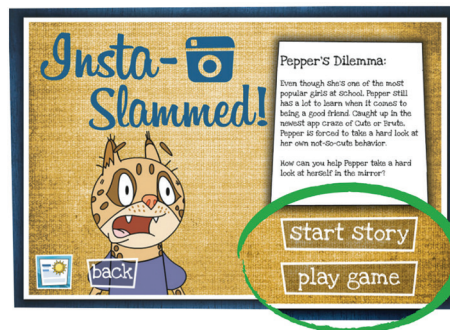 Insta-
Slammed!
Pepper's Dilemma:
Even though she's one of the most
popular girls at school, Pepper still
has a lot to learn when it comes to
being a good friend. Caught up in the
newest app craze of Cute or Brute,
Pepper is forced to take a hard look at
her own not-so-cute behavior.
How can you help Pepper take a hard
look at herself in the mirror?
start story
back
play game